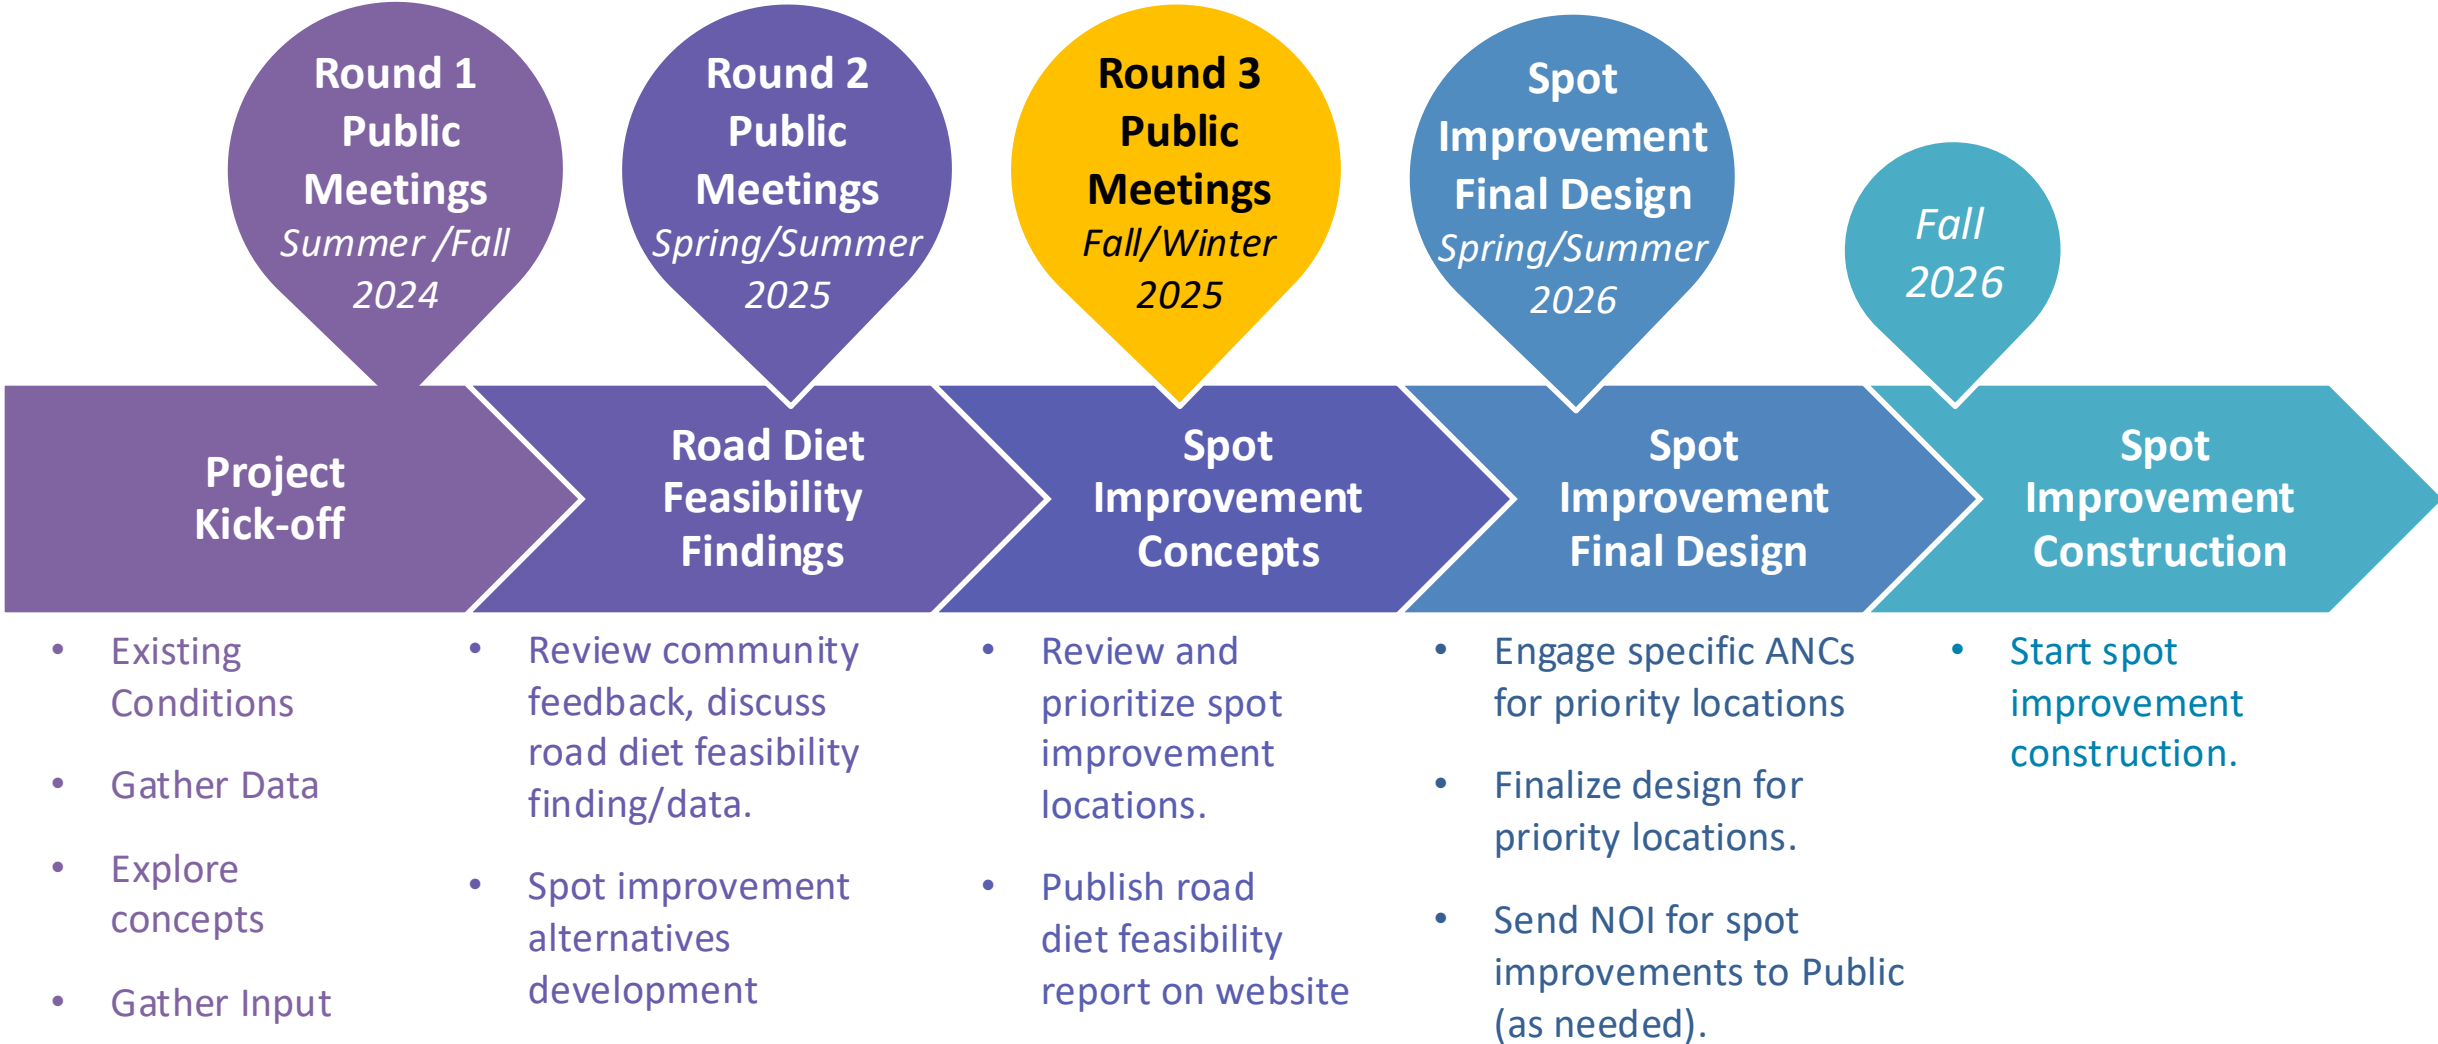 Round 1
Public
Meetings
Summer /Fall
2024
Round 2
Public
Meetings
Spring/Summer
2025
Round 3
Public
Meetings
Fall/Winter
2025
Spot
Improvement
Final Design
Spring/Summer
2026
Fall
2026
Project
Kick-off
Road Diet
Feasibility
Findings
Spot
Improvement
Concepts
Spot
Improvement
Final Design
Spot
Improvement
Construction
• Existing
Conditions
• Gather Data
• Explore
concepts
• Gather Input
• Review community
feedback, discuss
road diet feasibility
finding/data.
• Spot improvement
alternatives
development
• Review and
prioritize spot
improvement
locations.
• Publish road
diet feasibility
report on website
• Engage specific ANCs
for priority locations
• Finalize design for
priority locations.
• Send NOI for spot
improvements to Public
(as needed).
• Start spot
improvement
construction.